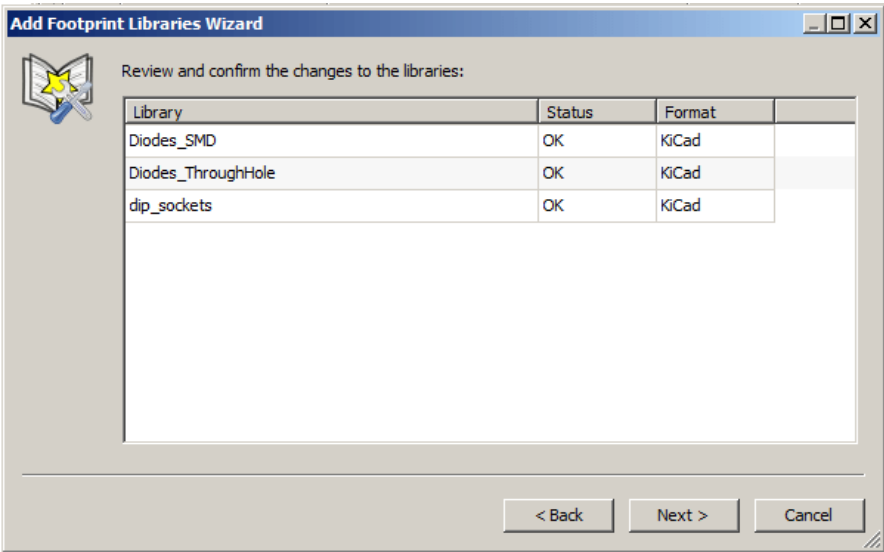 Add Footprint Libraries Wizard
Review and confirm the changes to the libraries:
Library Status Format
Diodes_SMD OK KiCad
Diodes_ThroughHole OK KiCad
dip_sockets OK KiCad
< Back Next > Cancel